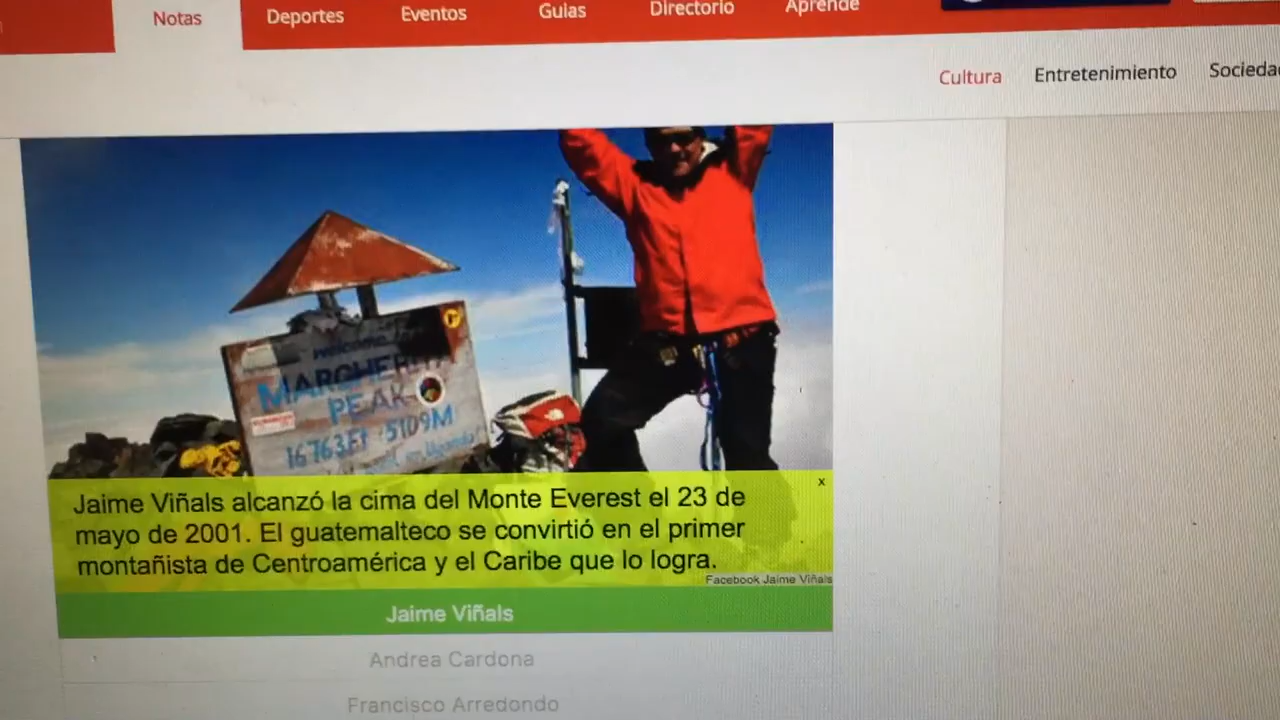 Notas
Deportes
Eventos
Guías
Directorio
Aprende
Cultura
Entretenimiento
welcome
MARGHERITA
PEAK
16763Ft 5109M
Jaime Viñals alcanzó la cima del Monte Everest el 23 de
mayo de 2001. El guatemalteco se convirtió en el primer
montañista de Centroamérica y el Caribe que lo logra.
x
Facebook Jaime Viñals
Jaime Viñals
Andrea Cardona
Francisco Arredondo